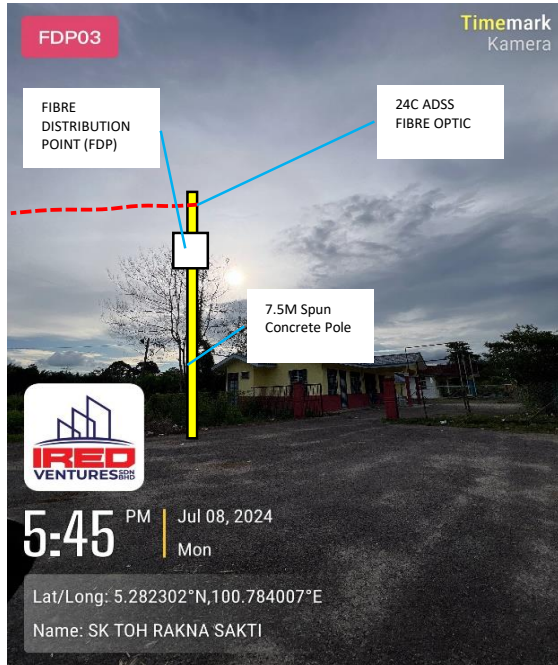 FDP03
Timemark
Kamera
FIBRE
DISTRIBUTION
POINT (FDP)
24C ADSS
FIBRE OPTIC
7.5M Spun
Concrete Pole
IRED
VENTURES SDN BHD
5:45 PM
Jul 08, 2024
Mon
Lat/Long: 5.282302°N,100.784007°E
Name: SK TOH RAKNA SAKTI